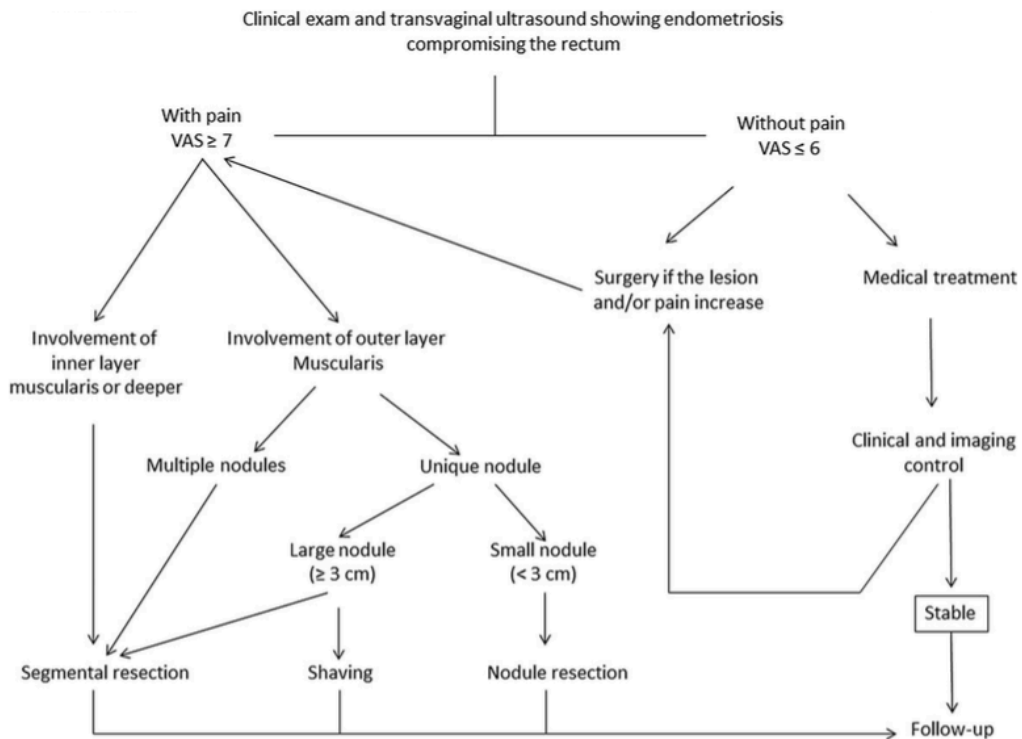 Clinical exam and transvaginal ultrasound showing endometriosis
compromising the rectum
With pain
VAS ≥ 7
Without pain
VAS ≤ 6
Surgery if the lesion
and/or pain increase
Medical treatment
Involvement of
inner layer
muscularis or deeper
Involvement of outer layer
Muscularis
Clinical and imaging
control
Multiple nodules
Unique nodule
Large nodule
(≥ 3 cm)
Small nodule
(< 3 cm)
Stable
Segmental resection
Shaving
Nodule resection
Follow-up